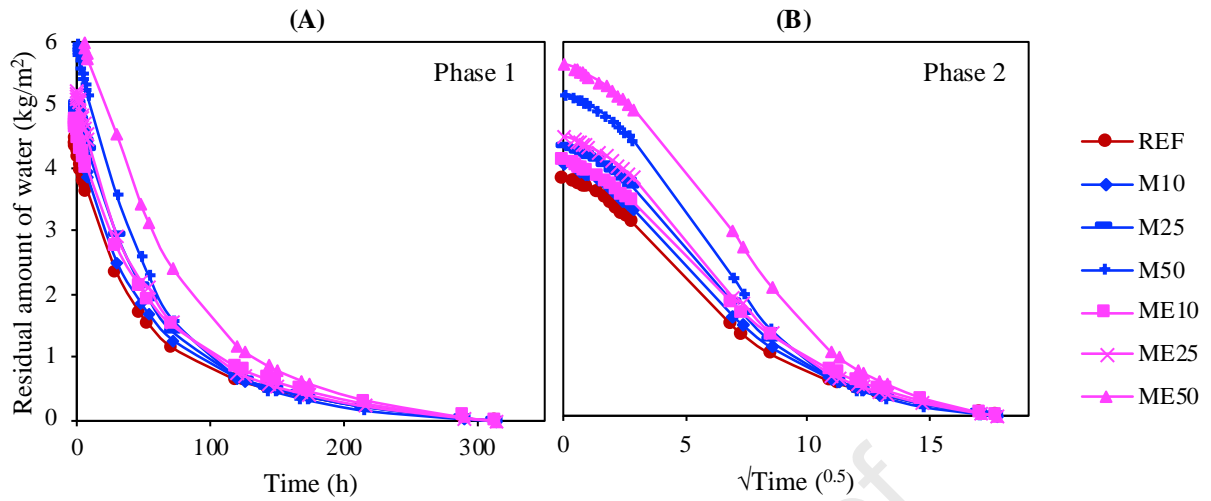 (A)
(B)
Residual amount of water (kg/m²)
6
5
4
3
2
1
0
Phase 1
Phase 2
0
100
200
300
0
5
10
15
Time (h)
√Time (⁰·⁵)
REF
M10
M25
M50
ME10
ME25
ME50